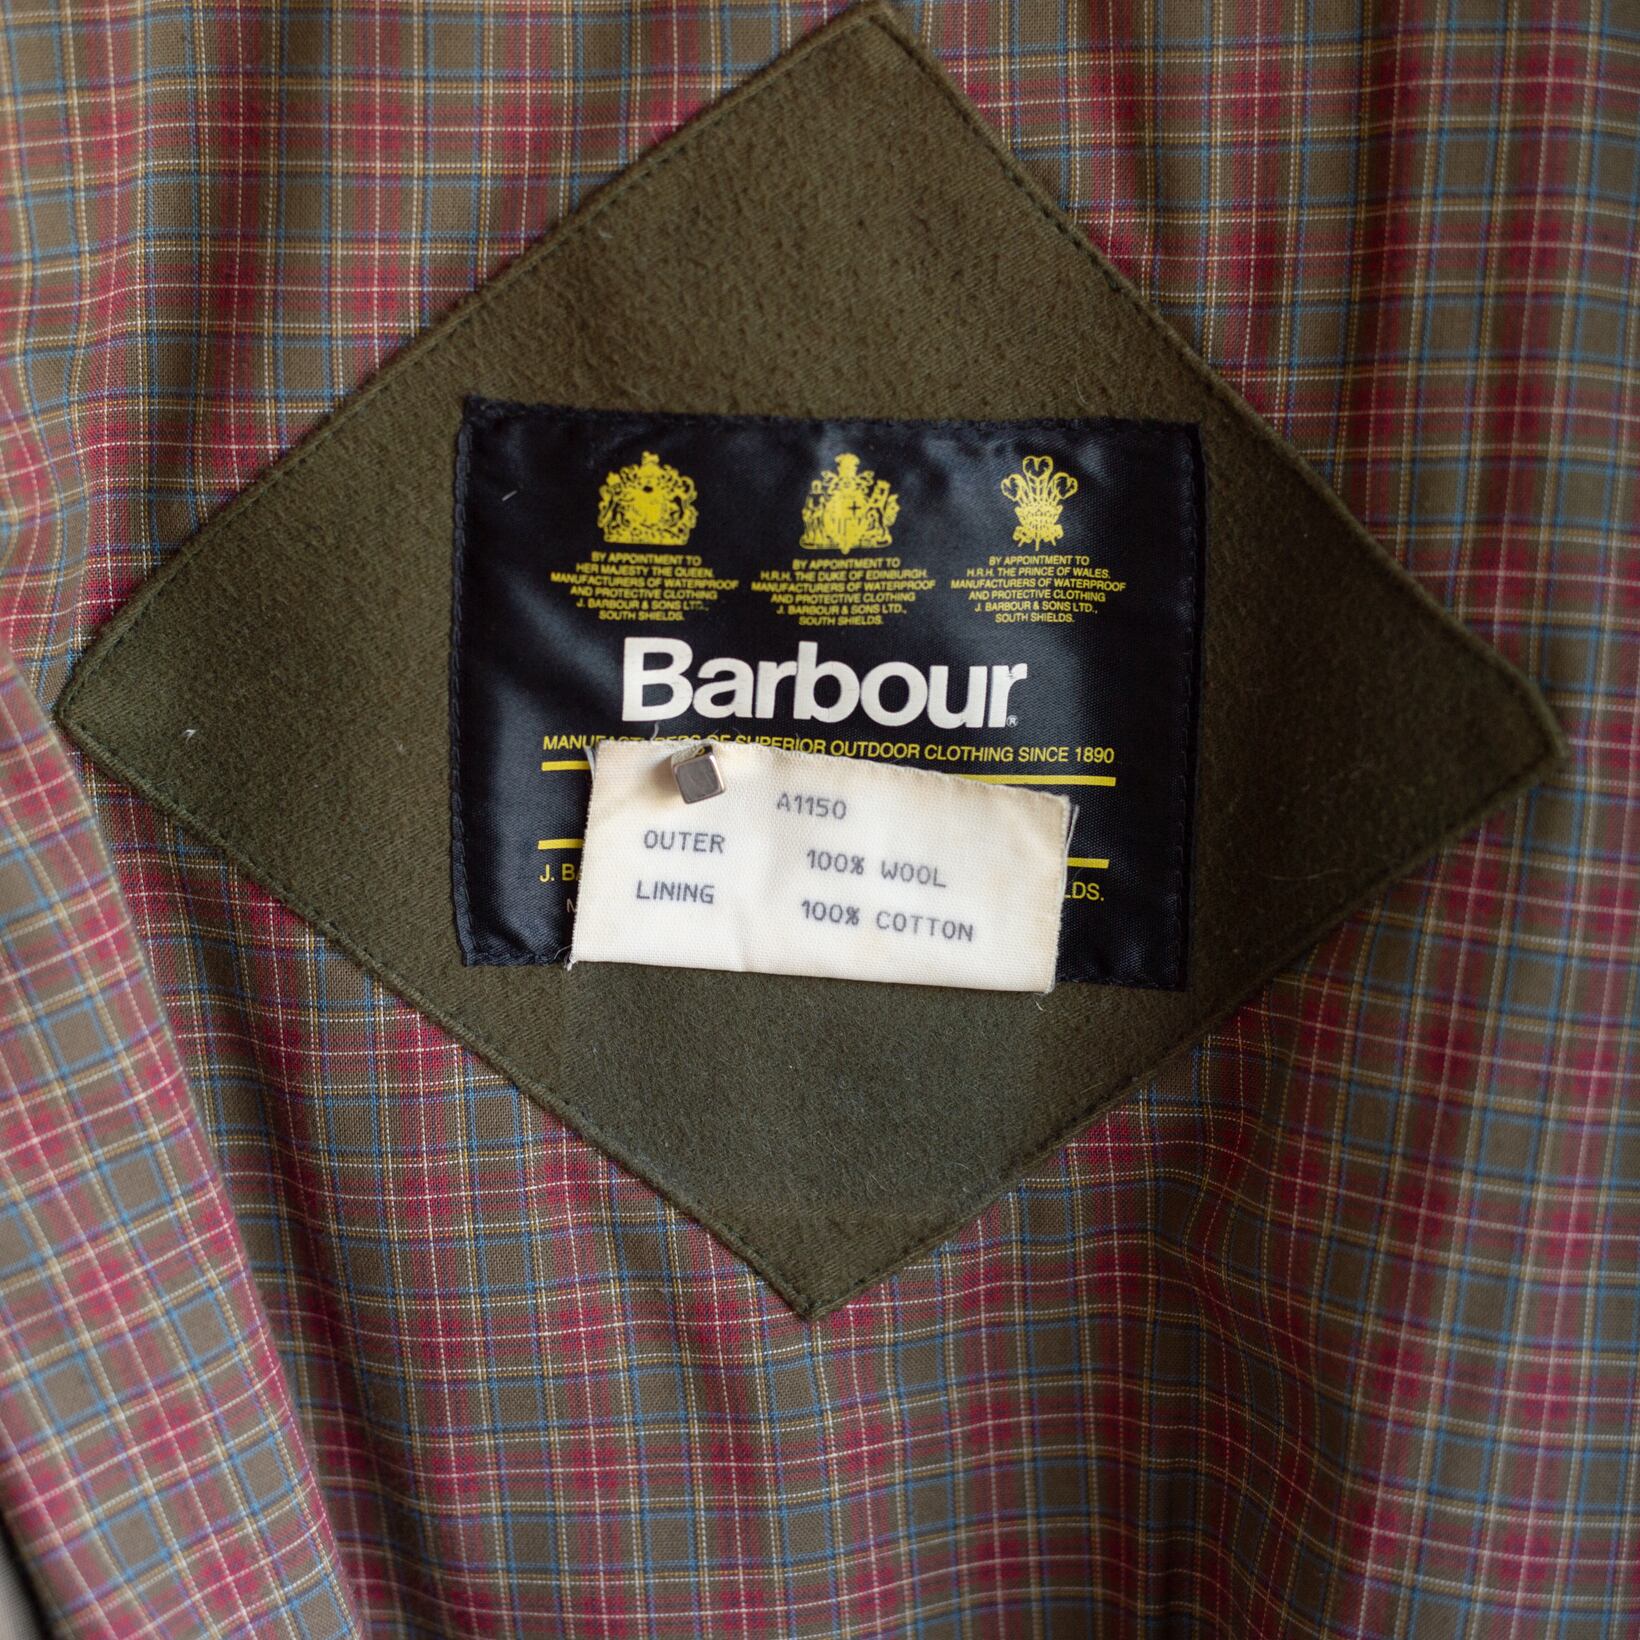 BY APPOINTMENT TO
HER MAJESTY THE QUEEN.
MANUFACTURERS OF WATERPROOF
AND PROTECTIVE CLOTHING
J. BARBOUR & SONS LTD.,
SOUTH SHIELDS.
BY APPOINTMENT TO
H.R.H. THE DUKE OF EDINBURGH.
MANUFACTURERS OF WATERPROOF
AND PROTECTIVE CLOTHING
J. BARBOUR & SONS LTD.,
SOUTH SHIELDS.
BY APPOINTMENT TO
H.R.H. THE PRINCE OF WALES.
MANUFACTURERS OF WATERPROOF
AND PROTECTIVE CLOTHING
J. BARBOUR & SONS LTD.,
SOUTH SHIELDS.
Barbour®
MANUFACTURERS OF SUPERIOR OUTDOOR CLOTHING SINCE 1890
A1150
OUTER 100% WOOL
LINING 100% COTTON